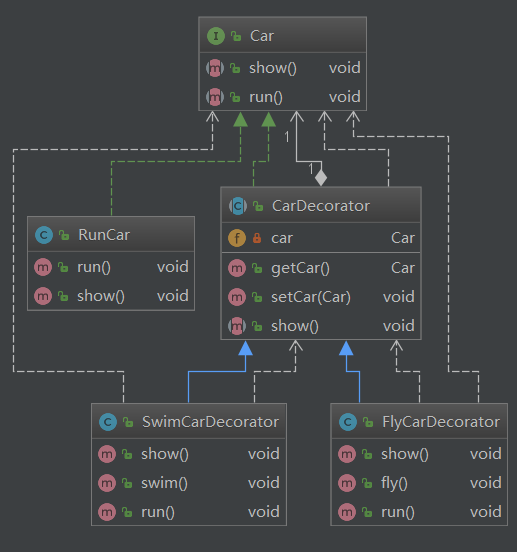 I Car
m show() void
m run() void
1
1
C CarDecorator
f car Car
m getCar() Car
m setCar(Car) void
m show() void
C RunCar
m run() void
m show() void
C SwimCarDecorator
m show() void
m swim() void
m run() void
C FlyCarDecorator
m show() void
m fly() void
m run() void